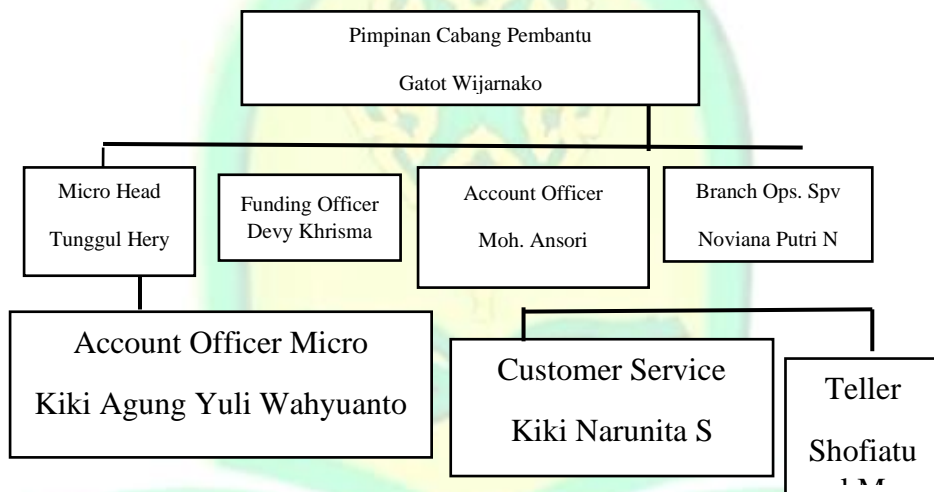 Pimpinan Cabang Pembantu
Gatot Wijarnako
Micro Head
Tunggul Hery
Funding Officer
Devy Khrisma
Account Officer
Moh. Ansori
Branch Ops. Spv
Noviana Putri N
Account Officer Micro
Kiki Agung Yuli Wahyuanto
Customer Service
Kiki Narunita S
Teller
Shofiatu